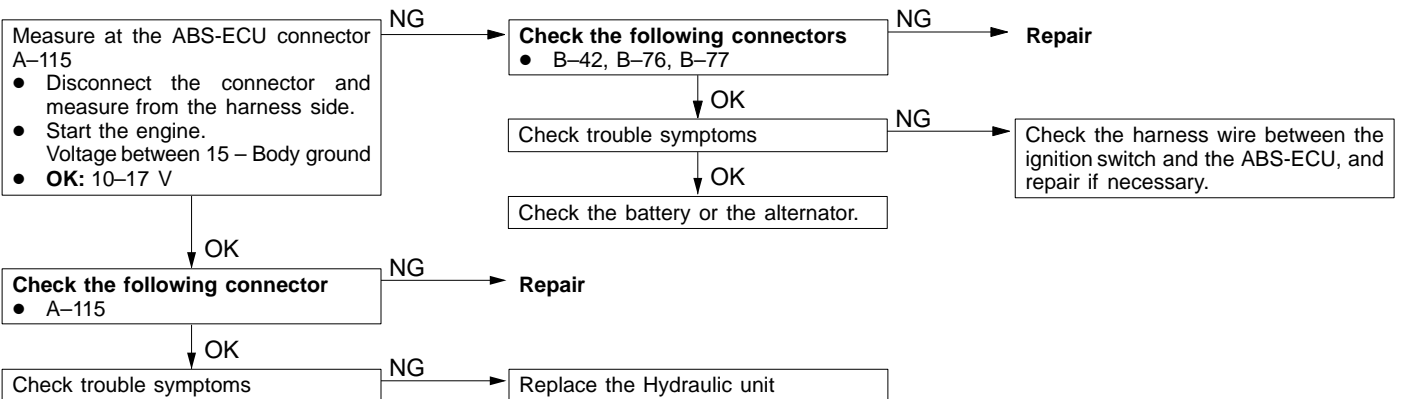 Measure at the ABS-ECU connector
A–115
● Disconnect the connector and
measure from the harness side.
● Start the engine.
Voltage between 15 – Body ground
● OK: 10–17 V
NG
Check the following connectors
● B–42, B–76, B–77
NG
Repair
OK
Check trouble symptoms
NG
Check the harness wire between the
ignition switch and the ABS-ECU, and
repair if necessary.
OK
Check the battery or the alternator.
OK
Check the following connector
● A–115
NG
Repair
OK
Check trouble symptoms
NG
Replace the Hydraulic unit